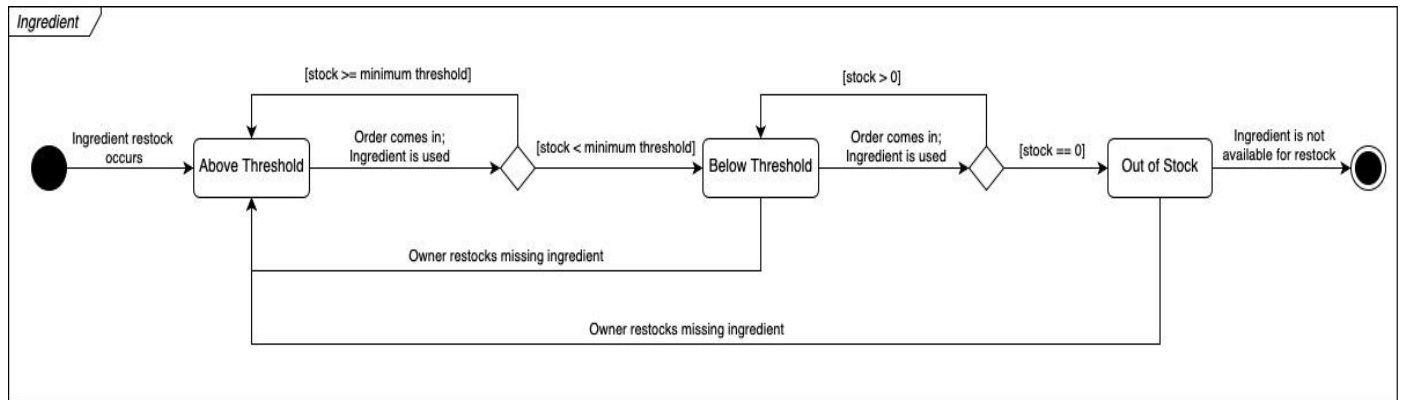 Ingredient
[stock >= minimum threshold]
[stock > 0]
Ingredient restock
occurs
Above Threshold
Order comes in;
Ingredient is used
[stock < minimum threshold]
Below Threshold
Order comes in;
Ingredient is used
[stock == 0]
Out of Stock
Ingredient is not
available for restock
Owner restocks missing ingredient
Owner restocks missing ingredient